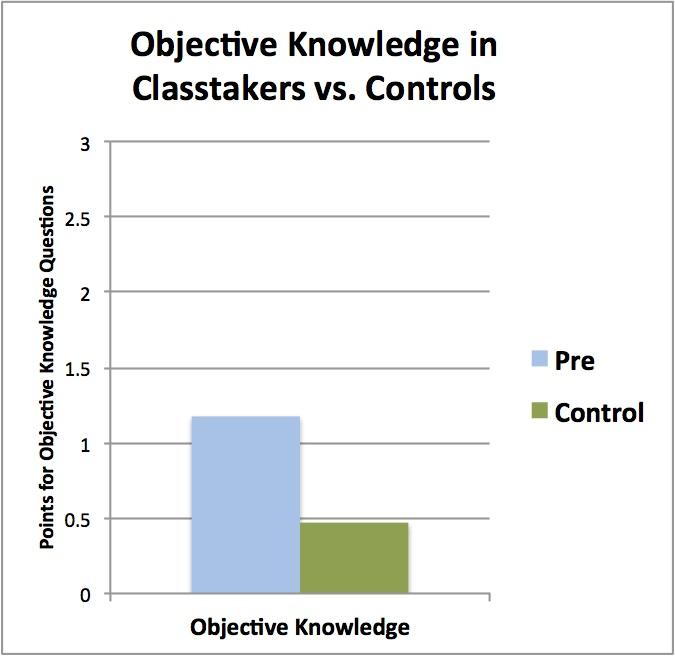 Objective Knowledge in
Classtakers vs. Controls
Points for Objective Knowledge Questions
3
2.5
2
1.5
1
0.5
0
Objective Knowledge
Pre
Control